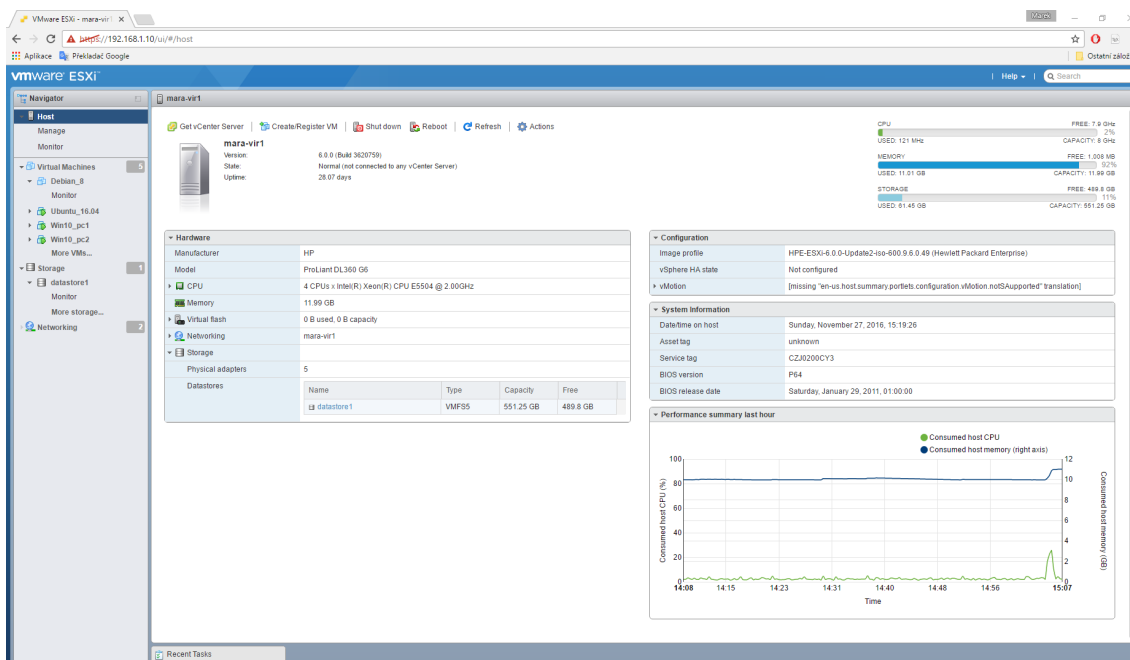 VMware ESXi - mara-vir1
Marek
https://192.168.1.10/ui/#/host
Aplikace Překladač Google Ostatní zálož
vmware ESXi™ Help Search
Navigator
Host
Manage
Monitor
Virtual Machines 5
Debian_8
Monitor
Ubuntu_16.04
Win10_pc1
Win10_pc2
More VMs...
Storage 1
datastore1
Monitor
More storage...
Networking 2
mara-vir1
Get vCenter Server Create/Register VM Shut down Reboot Refresh Actions
mara-vir1
Version: 6.0.0 (Build 3620759)
State: Normal (not connected to any vCenter Server)
Uptime: 28.07 days
CPU FREE: 7.9 GHz
2%
USED: 121 MHz CAPACITY: 8 GHz
MEMORY FREE: 1,008 MB
92%
USED: 11.01 GB CAPACITY: 11.99 GB
STORAGE FREE: 489.8 GB
11%
USED: 61.45 GB CAPACITY: 551.25 GB
Hardware
Manufacturer HP
Model ProLiant DL360 G6
CPU 4 CPUs x Intel(R) Xeon(R) CPU E5504 @ 2.00GHz
Memory 11.99 GB
Virtual flash 0 B used, 0 B capacity
Networking mara-vir1
Storage
Physical adapters 5
Datastores
Name Type Capacity Free
datastore1 VMFS5 551.25 GB 489.8 GB
Configuration
Image profile HPE-ESXi-6.0.0-Update2-iso-600.9.6.0.49 (Hewlett Packard Enterprise)
vSphere HA state Not configured
vMotion [missing "en-us.host.summary.portlets.configuration.vMotion.notSAupported" translation]
System Information
Date/time on host Sunday, November 27, 2016, 15:19:26
Asset tag unknown
Service tag CZJ0200CY3
BIOS version P64
BIOS release date Saturday, January 29, 2011, 01:00:00
Performance summary last hour
Consumed host CPU
Consumed host memory (right axis)
100 12
80 10
8
60
6
40
4
20
2
0 0
Consumed host CPU (%)
Consumed host memory (GB)
14:08 14:15 14:23 14:31 14:40 14:48 14:56 15:07
Time
Recent Tasks